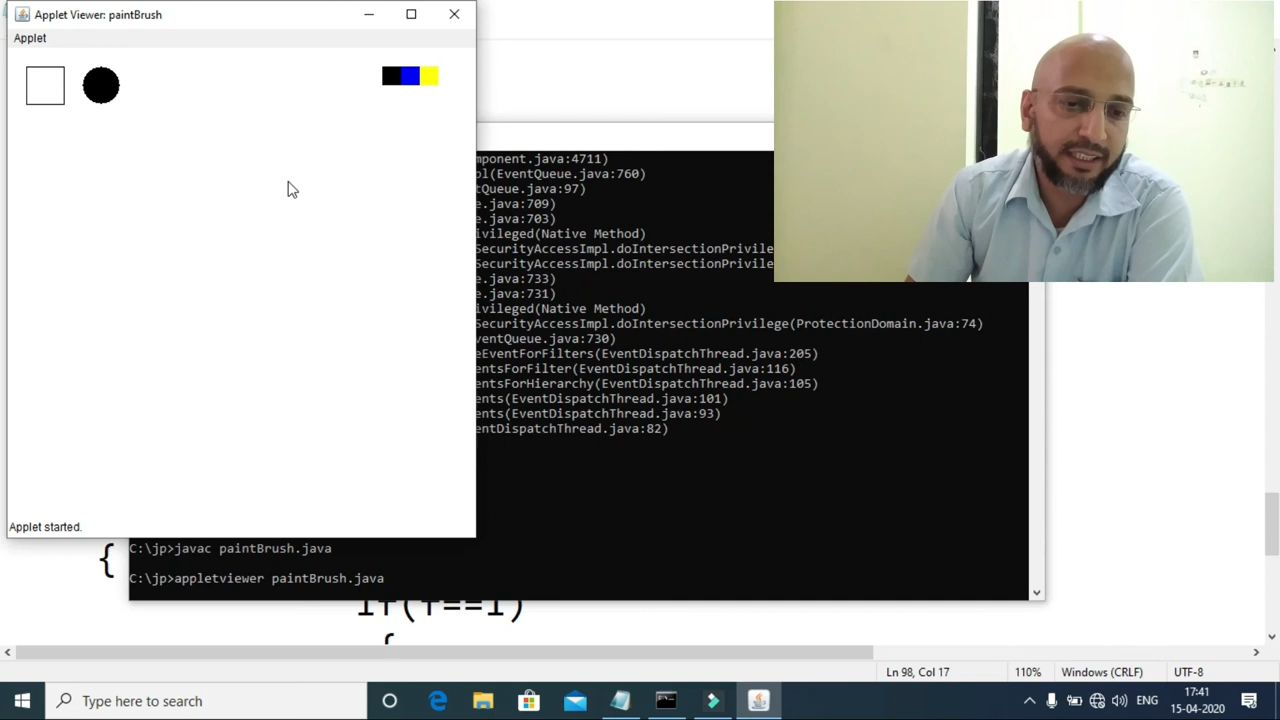 Applet Viewer: paintBrush
Applet
mponent.java:4711)
pl(EventQueue.java:760)
tQueue.java:97)
e.java:709)
e.java:703)
ivileged(Native Method)
SecurityAccessImpl.doIntersectionPrivile
SecurityAccessImpl.doIntersectionPrivile
e.java:733)
e.java:731)
ivileged(Native Method)
SecurityAccessImpl.doIntersectionPrivilege(ProtectionDomain.java:74)
ventQueue.java:730)
eEventForFilters(EventDispatchThread.java:205)
entsForFilter(EventDispatchThread.java:116)
entsForHierarchy(EventDispatchThread.java:105)
ents(EventDispatchThread.java:101)
ents(EventDispatchThread.java:93)
entDispatchThread.java:82)
Applet started.
C:\jp>javac paintBrush.java
{
C:\jp>appletviewer paintBrush.java
if(f==1)
{
Ln 98, Col 17
110%
Windows (CRLF)
UTF-8
Type here to search
ENG
17:41
15-04-2020